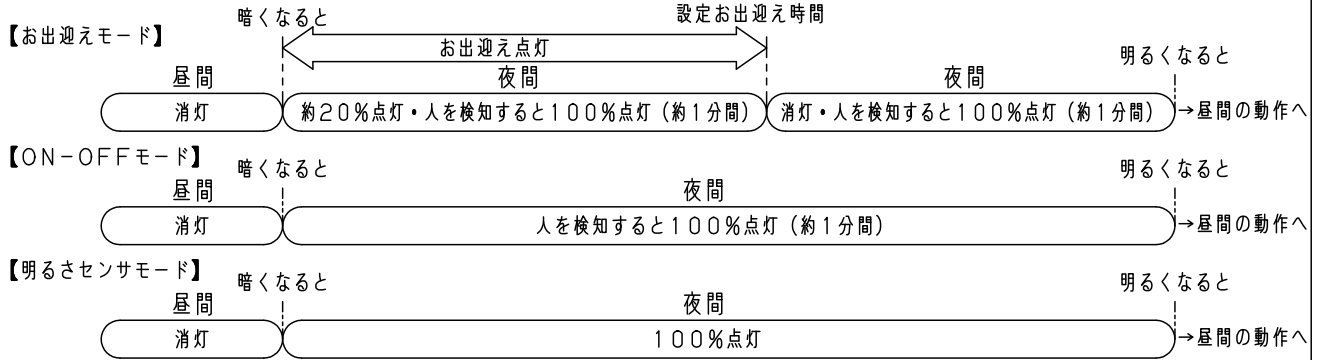 暗くなると 設定お出迎え時間
【お出迎えモード】
お出迎え点灯
明るくなると
昼間 夜間 夜間
消灯 約20%点灯・人を検知すると100%点灯(約1分間) 消灯・人を検知すると100%点灯(約1分間) →昼間の動作へ
【ON-OFFモード】
暗くなると 明るくなると
昼間 夜間
消灯 人を検知すると100%点灯(約1分間) →昼間の動作へ
【明るさセンサモード】
暗くなると 明るくなると
昼間 夜間
消灯 100%点灯 →昼間の動作へ